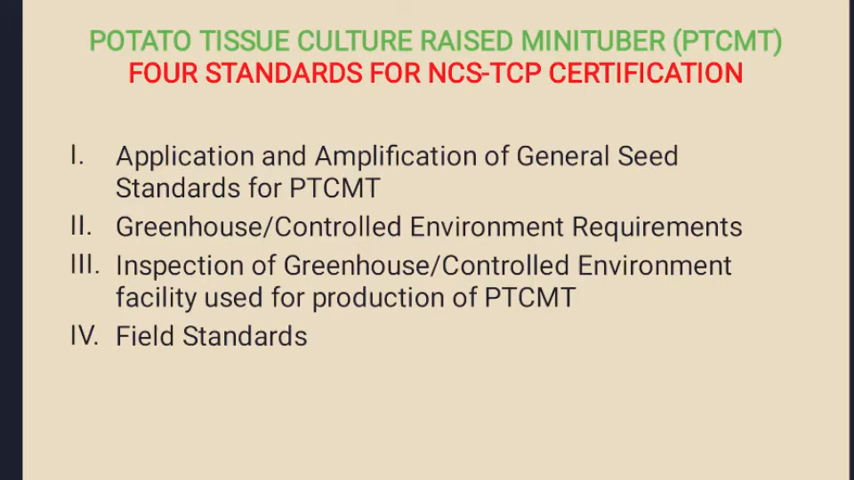 POTATO TISSUE CULTURE RAISED MINITUBER (PTCMT)
FOUR STANDARDS FOR NCS-TCP CERTIFICATION
I. Application and Amplification of General Seed
Standards for PTCMT
II. Greenhouse/Controlled Environment Requirements
III. Inspection of Greenhouse/Controlled Environment
facility used for production of PTCMT
IV. Field Standards